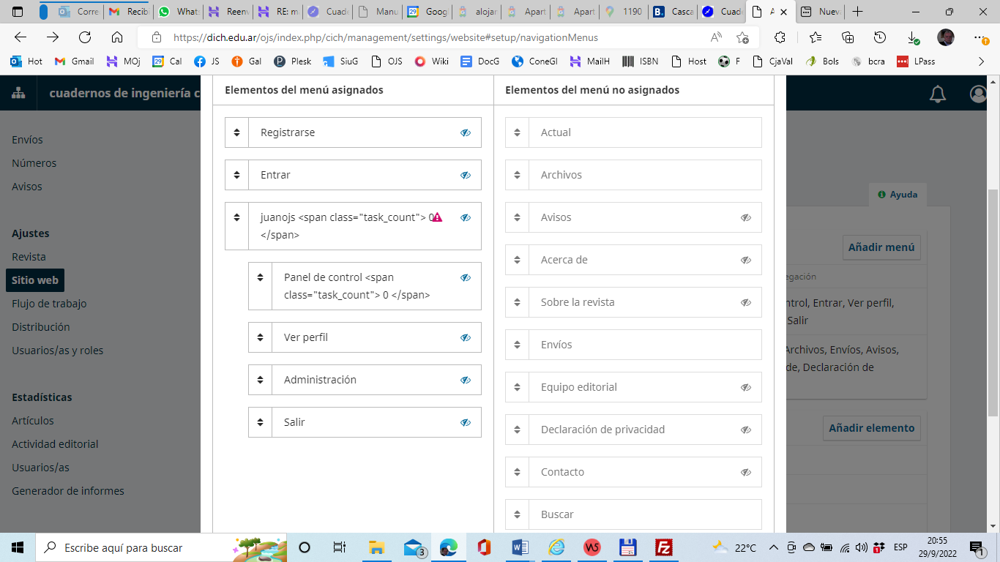 Corre
Recib
What
Reenv
RE: m
Cuade
Manu
Goog
alojar
Apart
Apart
1190
Casca
Cuade
A
Nuev
https://dich.edu.ar/ojs/index.php/cich/management/settings/website#setup/navigationMenus
Hot
Gmail
MOj
Cal
JS
Gal
Plesk
SiuG
OJS
Wiki
DocG
ConeGl
MailH
ISBN
Host
F
CjaVal
Bols
bcra
LPass
cuadernos de ingeniería c
Envíos
Números
Avisos
Ajustes
Revista
Sitio web
Flujo de trabajo
Distribución
Usuarios/as y roles
Estadísticas
Artículos
Actividad editorial
Usuarios/as
Generador de informes
Elementos del menú asignados
Registrarse
Entrar
juanojs <span class="task_count"> 0
</span>
Panel de control <span
class="task_count"> 0 </span>
Ver perfil
Administración
Salir
Elementos del menú no asignados
Actual
Archivos
Avisos
Acerca de
Sobre la revista
Envíos
Equipo editorial
Declaración de privacidad
Contacto
Buscar
Ayuda
Añadir menú
egación
ntrol, Entrar, Ver perfil,
Salir
Archivos, Envíos, Avisos,
de, Declaración de
Añadir elemento
Escribe aquí para buscar
3
22°C
ESP
20:55
29/9/2022
1